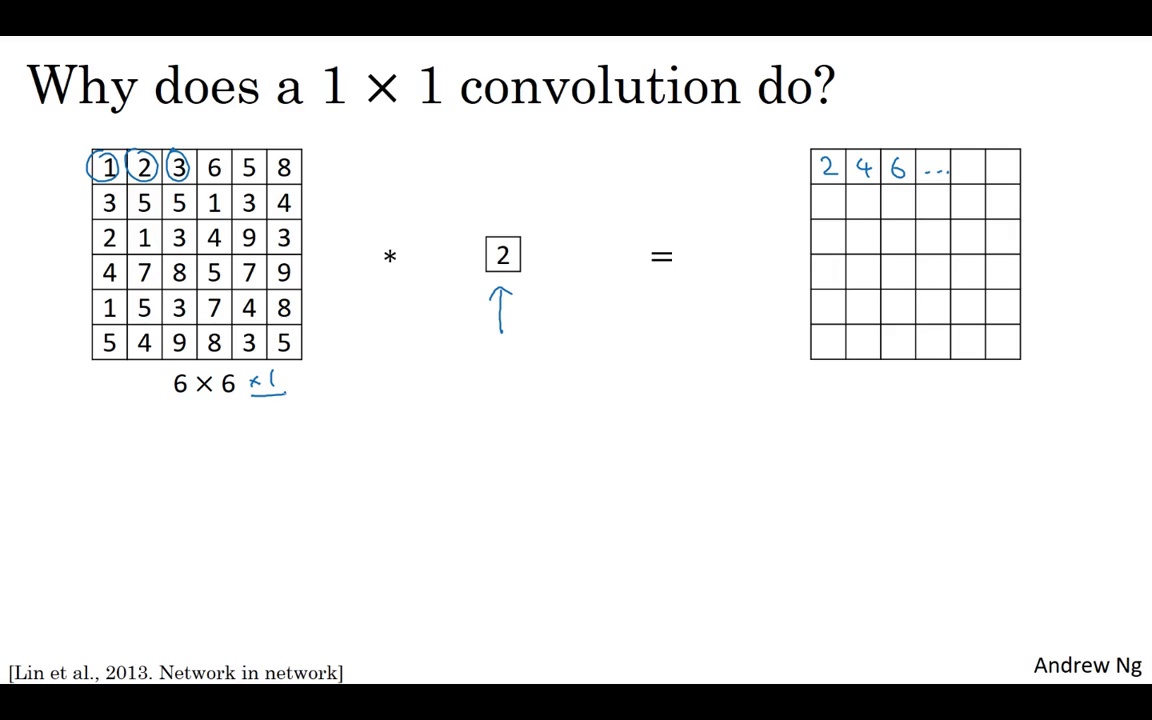 Why does a 1 × 1 convolution do?
1 2 3 6 5 8
3 5 5 1 3 4
2 1 3 4 9 3
4 7 8 5 7 9
1 5 3 7 4 8
5 4 9 8 3 5
6 × 6 ×1
*
2
=
2 4 6 ...
[Lin et al., 2013. Network in network]
Andrew Ng